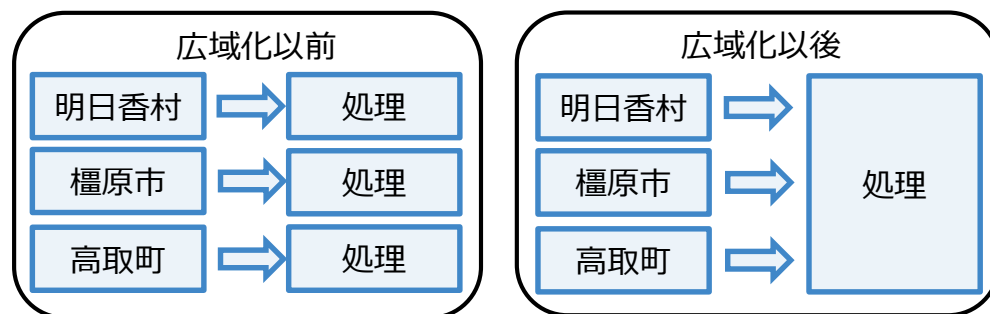 広域化以前
明日香村
処理
橿原市
処理
高取町
処理
広域化以後
明日香村
橿原市
高取町
処理